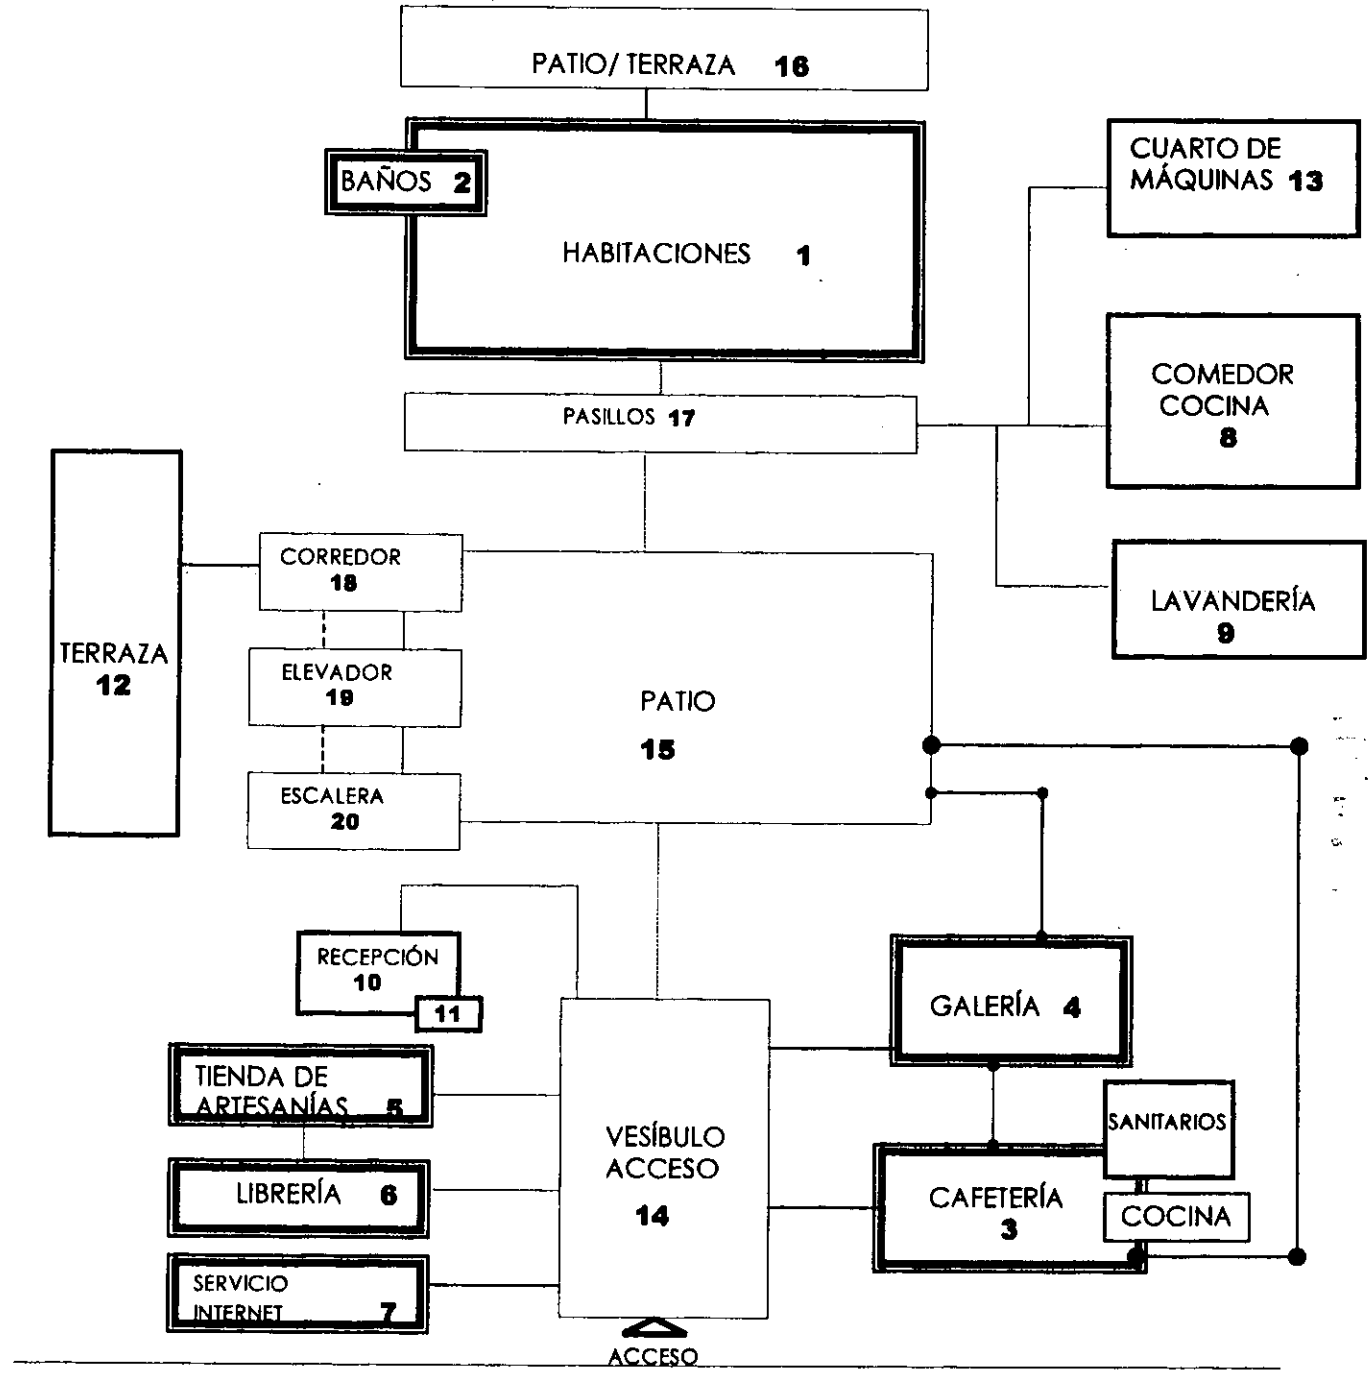 PATIO/ TERRAZA 16
BAÑOS 2
HABITACIONES 1
CUARTO DE
MÁQUINAS 13
COMEDOR
COCINA
8
PASILLOS 17
LAVANDERÍA
9
TERRAZA
12
CORREDOR
18
ELEVADOR
19
ESCALERA
20
PATIO
15
RECEPCIÓN
10
11
GALERÍA 4
TIENDA DE
ARTESANÍAS 5
LIBRERÍA 6
SERVICIO
INTERNET 7
VESÍBULO
ACCESO
14
SANITARIOS
CAFETERÍA
3
COCINA
ACCESO